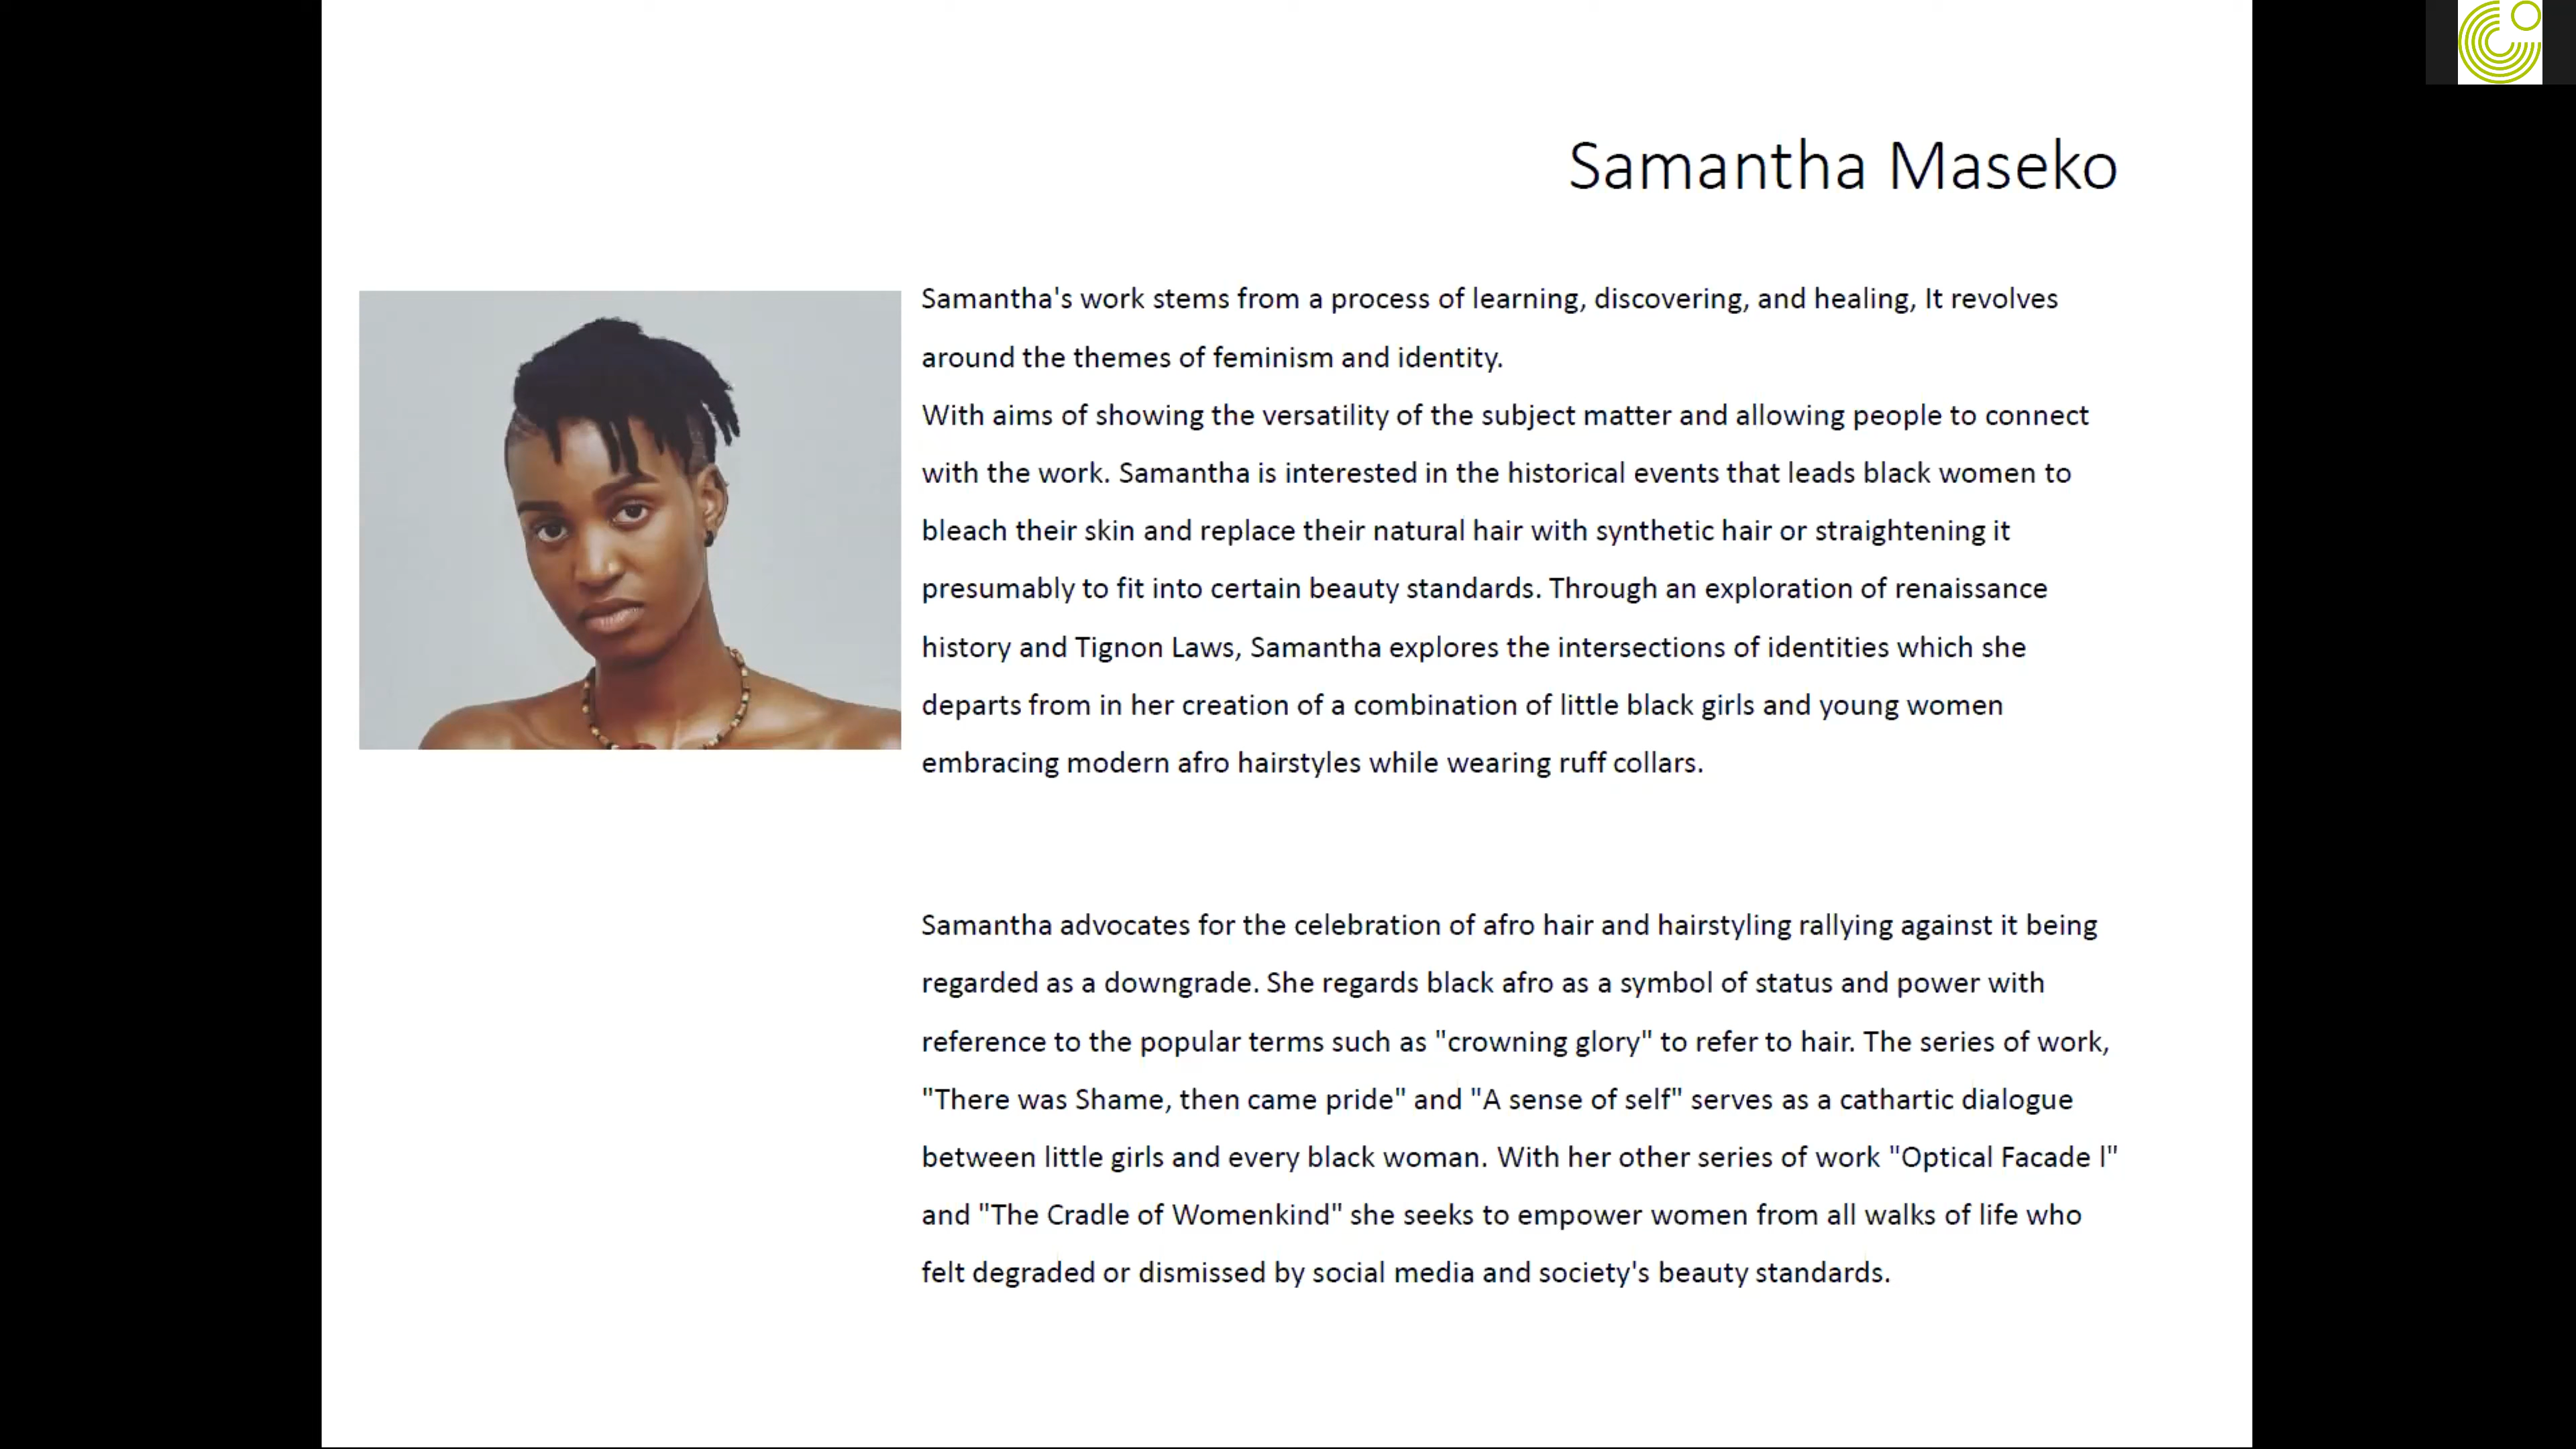 Samantha Maseko
Samantha's work stems from a process of learning, discovering, and healing, It revolves
around the themes of feminism and identity.
With aims of showing the versatility of the subject matter and allowing people to connect
with the work. Samantha is interested in the historical events that leads black women to
bleach their skin and replace their natural hair with synthetic hair or straightening it
presumably to fit into certain beauty standards. Through an exploration of renaissance
history and Tignon Laws, Samantha explores the intersections of identities which she
departs from in her creation of a combination of little black girls and young women
embracing modern afro hairstyles while wearing ruff collars.
Samantha advocates for the celebration of afro hair and hairstyling rallying against it being
regarded as a downgrade. She regards black afro as a symbol of status and power with
reference to the popular terms such as "crowning glory" to refer to hair. The series of work,
"There was Shame, then came pride" and "A sense of self" serves as a cathartic dialogue
between little girls and every black woman. With her other series of work "Optical Facade l"
and "The Cradle of Womenkind" she seeks to empower women from all walks of life who
felt degraded or dismissed by social media and society's beauty standards.